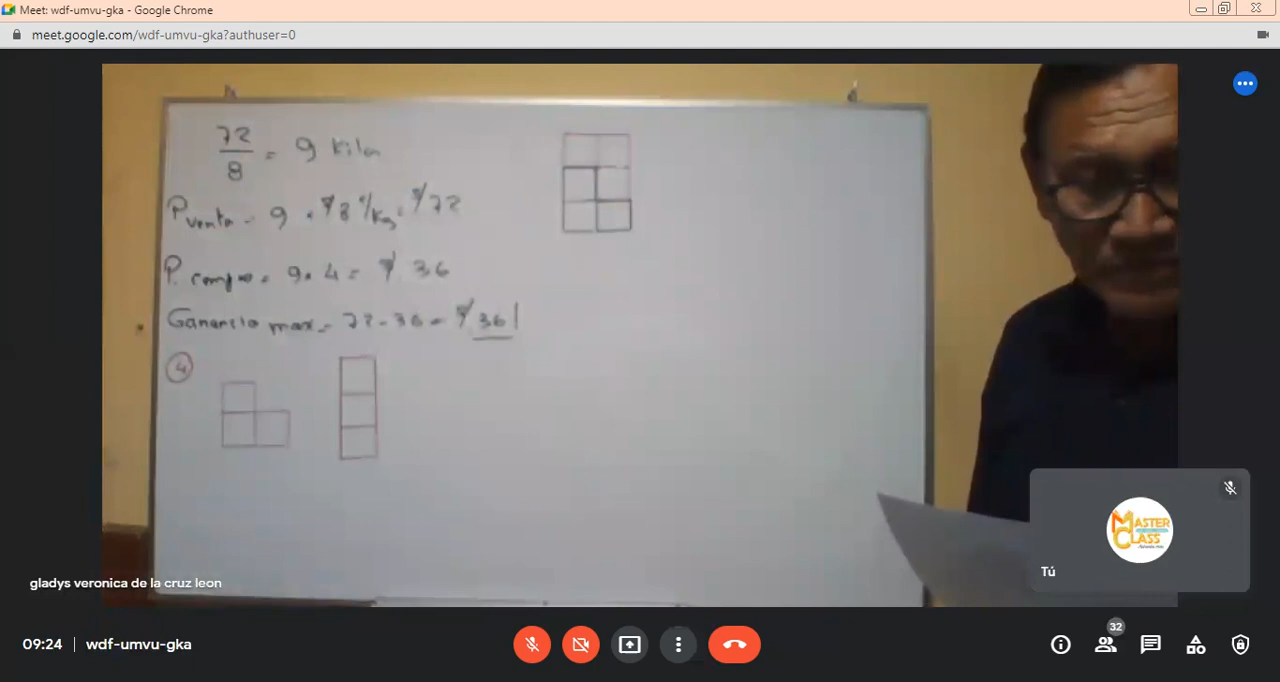 Meet: wdf-umvu-gka - Google Chrome
meet.google.com/wdf-umvu-gka?authuser=0
72/8 = 9 kilos
P venta = 9 . 8 /kg = 72
P. = 9 . 4 = 36
Ganancia max = 72 - 36 = 36
4
MASTER CLASS
Tú
gladys veronica de la cruz leon
09:24 | wdf-umvu-gka
32